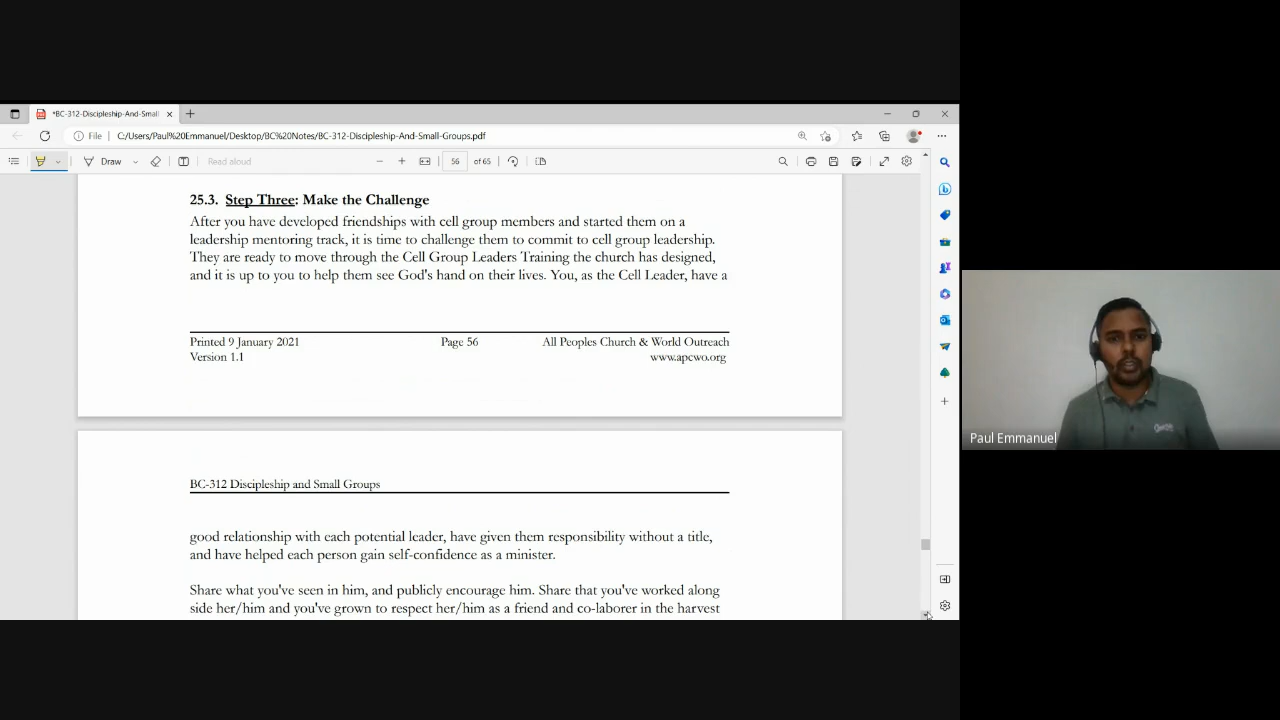 *BC-312-Discipleship-And-Small
File
C:/Users/Paul%20Emmanuel/Desktop/BC%20Notes/BC-312-Discipleship-And-Small-Groups.pdf
Draw
Read aloud
56
of 65
25.3. Step Three: Make the Challenge
After you have developed friendships with cell group members and started them on a
leadership mentoring track, it is time to challenge them to commit to cell group leadership.
They are ready to move through the Cell Group Leaders Training the church has designed,
and it is up to you to help them see God's hand on their lives. You, as the Cell Leader, have a
Printed 9 January 2021
Page 56
All Peoples Church & World Outreach
Version 1.1
www.apcwo.org
BC-312 Discipleship and Small Groups
good relationship with each potential leader, have given them responsibility without a title,
and have helped each person gain self-confidence as a minister.
Share what you've seen in him, and publicly encourage him. Share that you've worked along
side her/him and you've grown to respect her/him as a friend and co-laborer in the harvest
Paul Emmanuel